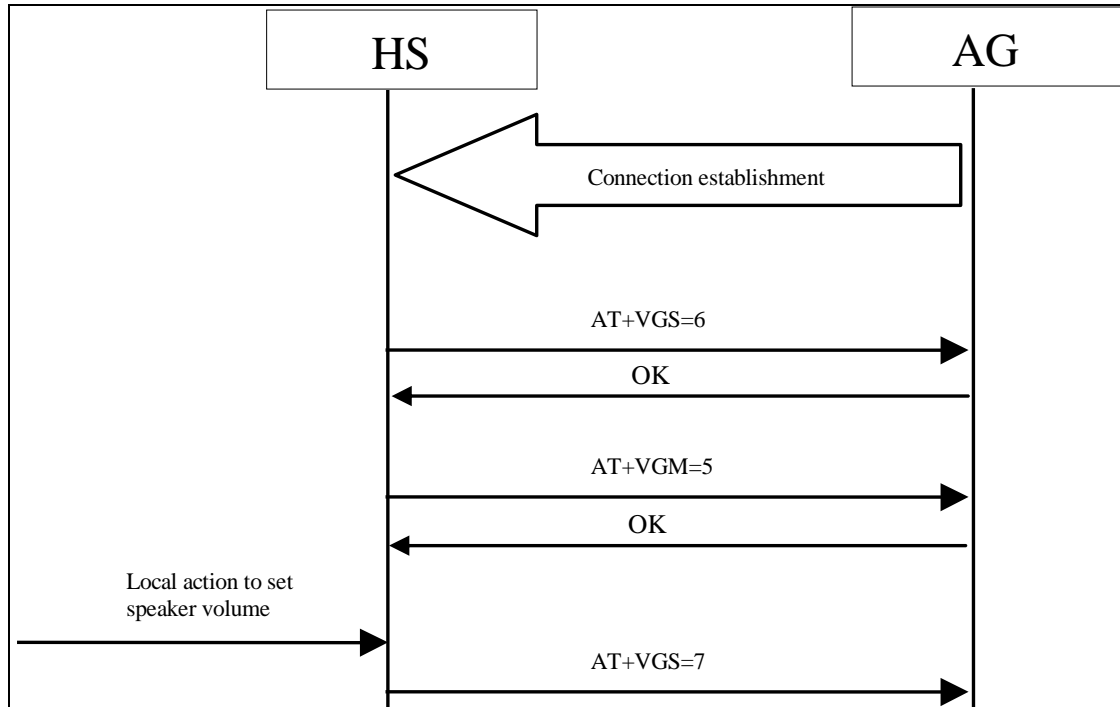 HS
AG
Connection establishment
AT+VGS=6
OK
AT+VGM=5
OK
Local action to set
speaker volume
AT+VGS=7